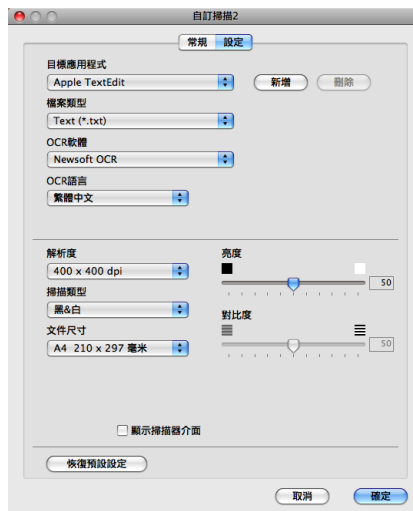 自訂掃描2
常規 設定
目標應用程式
Apple TextEdit 新增 刪除
檔案類型
Text (*.txt)
OCR軟體
Newsoft OCR
OCR語言
繁體中文
解析度 亮度
400 x 400 dpi 50
掃描類型
黑&白 對比度
文件尺寸
A4 210 x 297 毫米 50
顯示掃描器介面
恢復預設設定
取消 確定